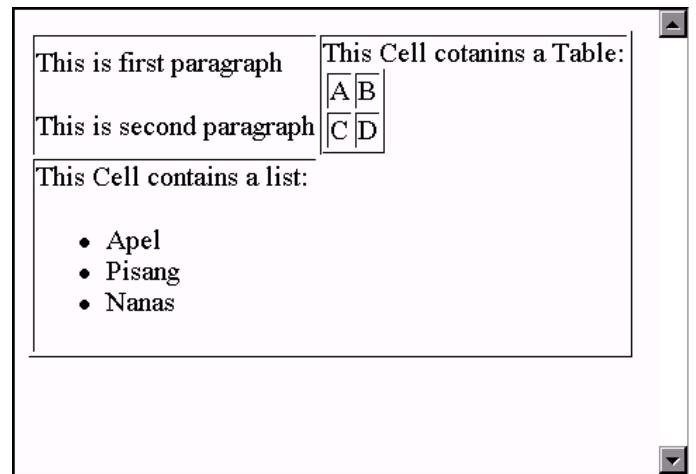 This is first paragraph
This is second paragraph
This Cell cotanins a Table:
A B
C D
This Cell contains a list:
• Apel
• Pisang
• Nanas